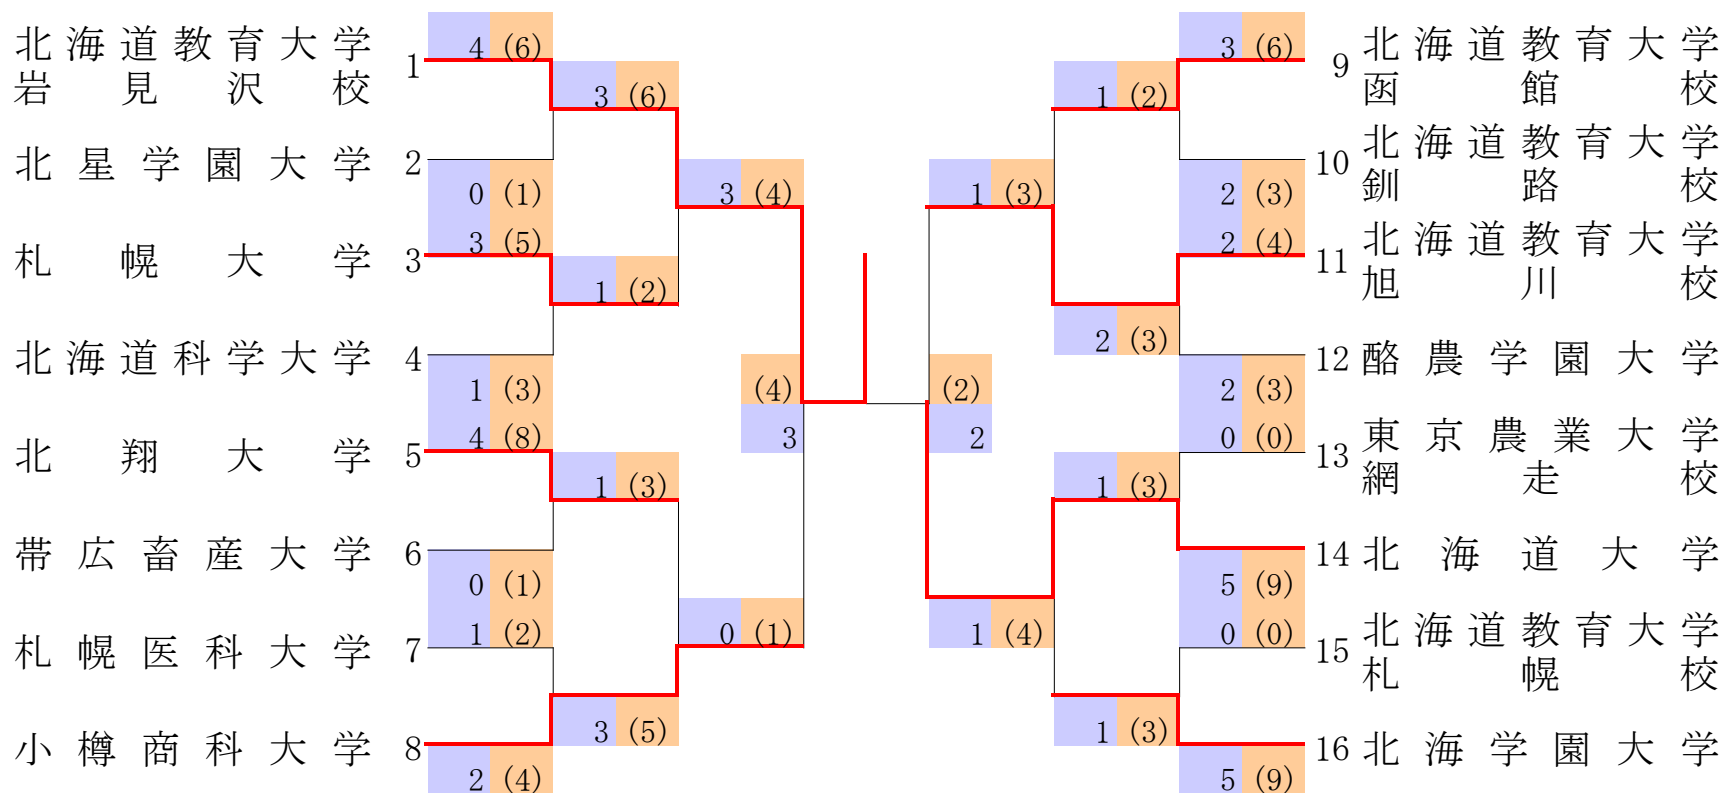 4 (6)
北海道教育大学
岩見沢校
1
3 (6)
北星学園大学 2
0 (1)
3 (4)
3 (5)
札幌大学 3
1 (2)
北海道科学大学 4
1 (3)
(4)
3
4 (8)
北翔大学 5
1 (3)
帯広畜産大学 6
0 (1)
0 (1)
1 (2)
札幌医科大学 7
3 (5)
小樽商科大学 8
2 (4)
3 (6)
9 北海道教育大学
函館校
1 (2)
10 北海道教育大学
釧路校
1 (3)
2 (3)
2 (4)
11 北海道教育大学
旭川校
2 (3)
12 酪農学園大学
(2)
2
2 (3)
0 (0)
13 東京農業大学
網走校
1 (3)
14 北海道大学
5 (9)
1 (4)
0 (0)
15 北海道教育大学
札幌校
1 (3)
16 北海学園大学
5 (9)